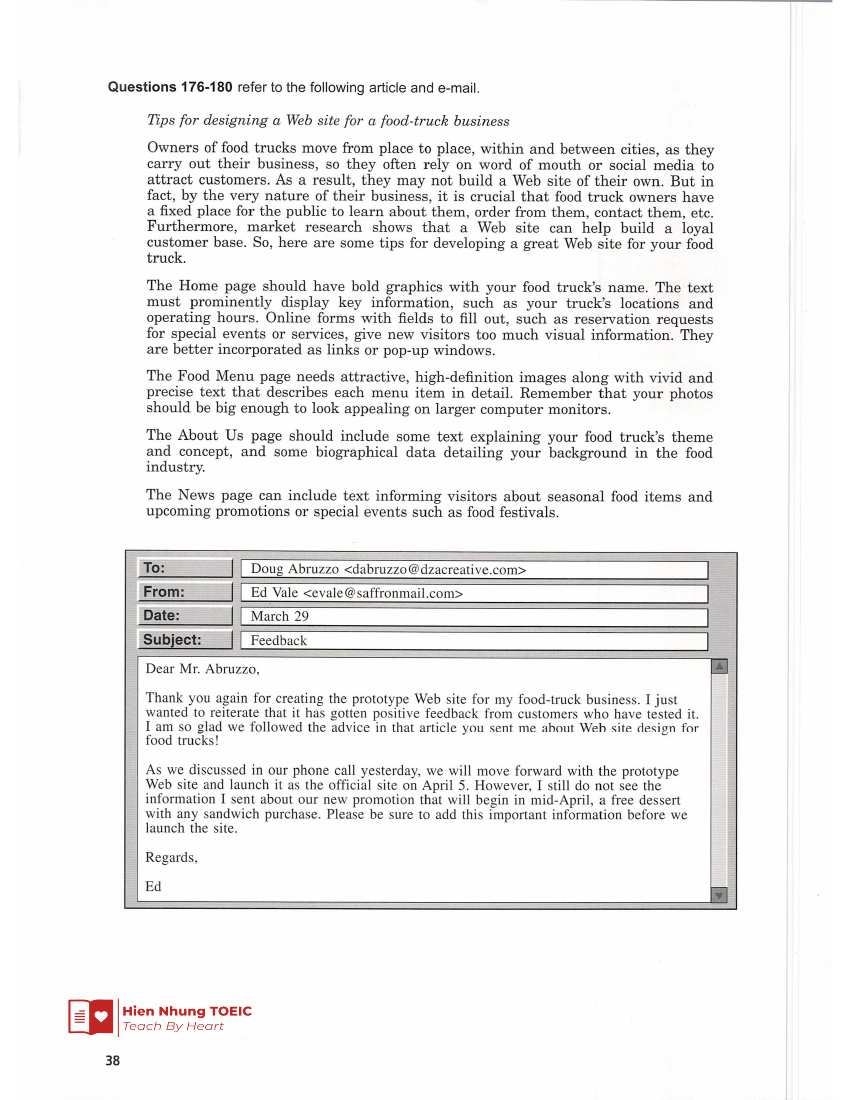 Questions 176-180 refer to the following article and e-mail.
Tips for designing a Web site for a food-truck business
Owners of food trucks move from place to place, within and between cities, as they
carry out their business, so they often rely on word of mouth or social media to
attract customers. As a result, they may not build a Web site of their own. But in
fact, by the very nature of their business, it is crucial that food truck owners have
a fixed place for the public to learn about them, order from them, contact them, etc.
Furthermore, market research shows that a Web site can help build a loyal
customer base. So, here are some tips for developing a great Web site for your food
truck.
The Home page should have bold graphics with your food truck's name. The text
must prominently display key information, such as your truck's locations and
operating hours. Online forms with fields to fill out, such as reservation requests
for special events or services, give new visitors too much visual information. They
are better incorporated as links or pop-up windows.
The Food Menu page needs attractive, high-definition images along with vivid and
precise text that describes each menu item in detail. Remember that your photos
should be big enough to look appealing on larger computer monitors.
The About Us page should include some text explaining your food truck's theme
and concept, and some biographical data detailing your background in the food
industry.
The News page can include text informing visitors about seasonal food items and
upcoming promotions or special events such as food festivals.
To: Doug Abruzzo <dabruzzo@dzacreative.com>
From: Ed Vale <evale@saffronmail.com>
Date: March 29
Subject: Feedback
Dear Mr. Abruzzo,
Thank you again for creating the prototype Web site for my food-truck business. I just
wanted to reiterate that it has gotten positive feedback from customers who have tested it.
I am so glad we followed the advice in that article you sent me about Web site design for
food trucks!
As we discussed in our phone call yesterday, we will move forward with the prototype
Web site and launch it as the official site on April 5. However, I still do not see the
information I sent about our new promotion that will begin in mid-April, a free dessert
with any sandwich purchase. Please be sure to add this important information before we
launch the site.
Regards,
Ed
Hien Nhung TOEIC
Teach By Heart
38